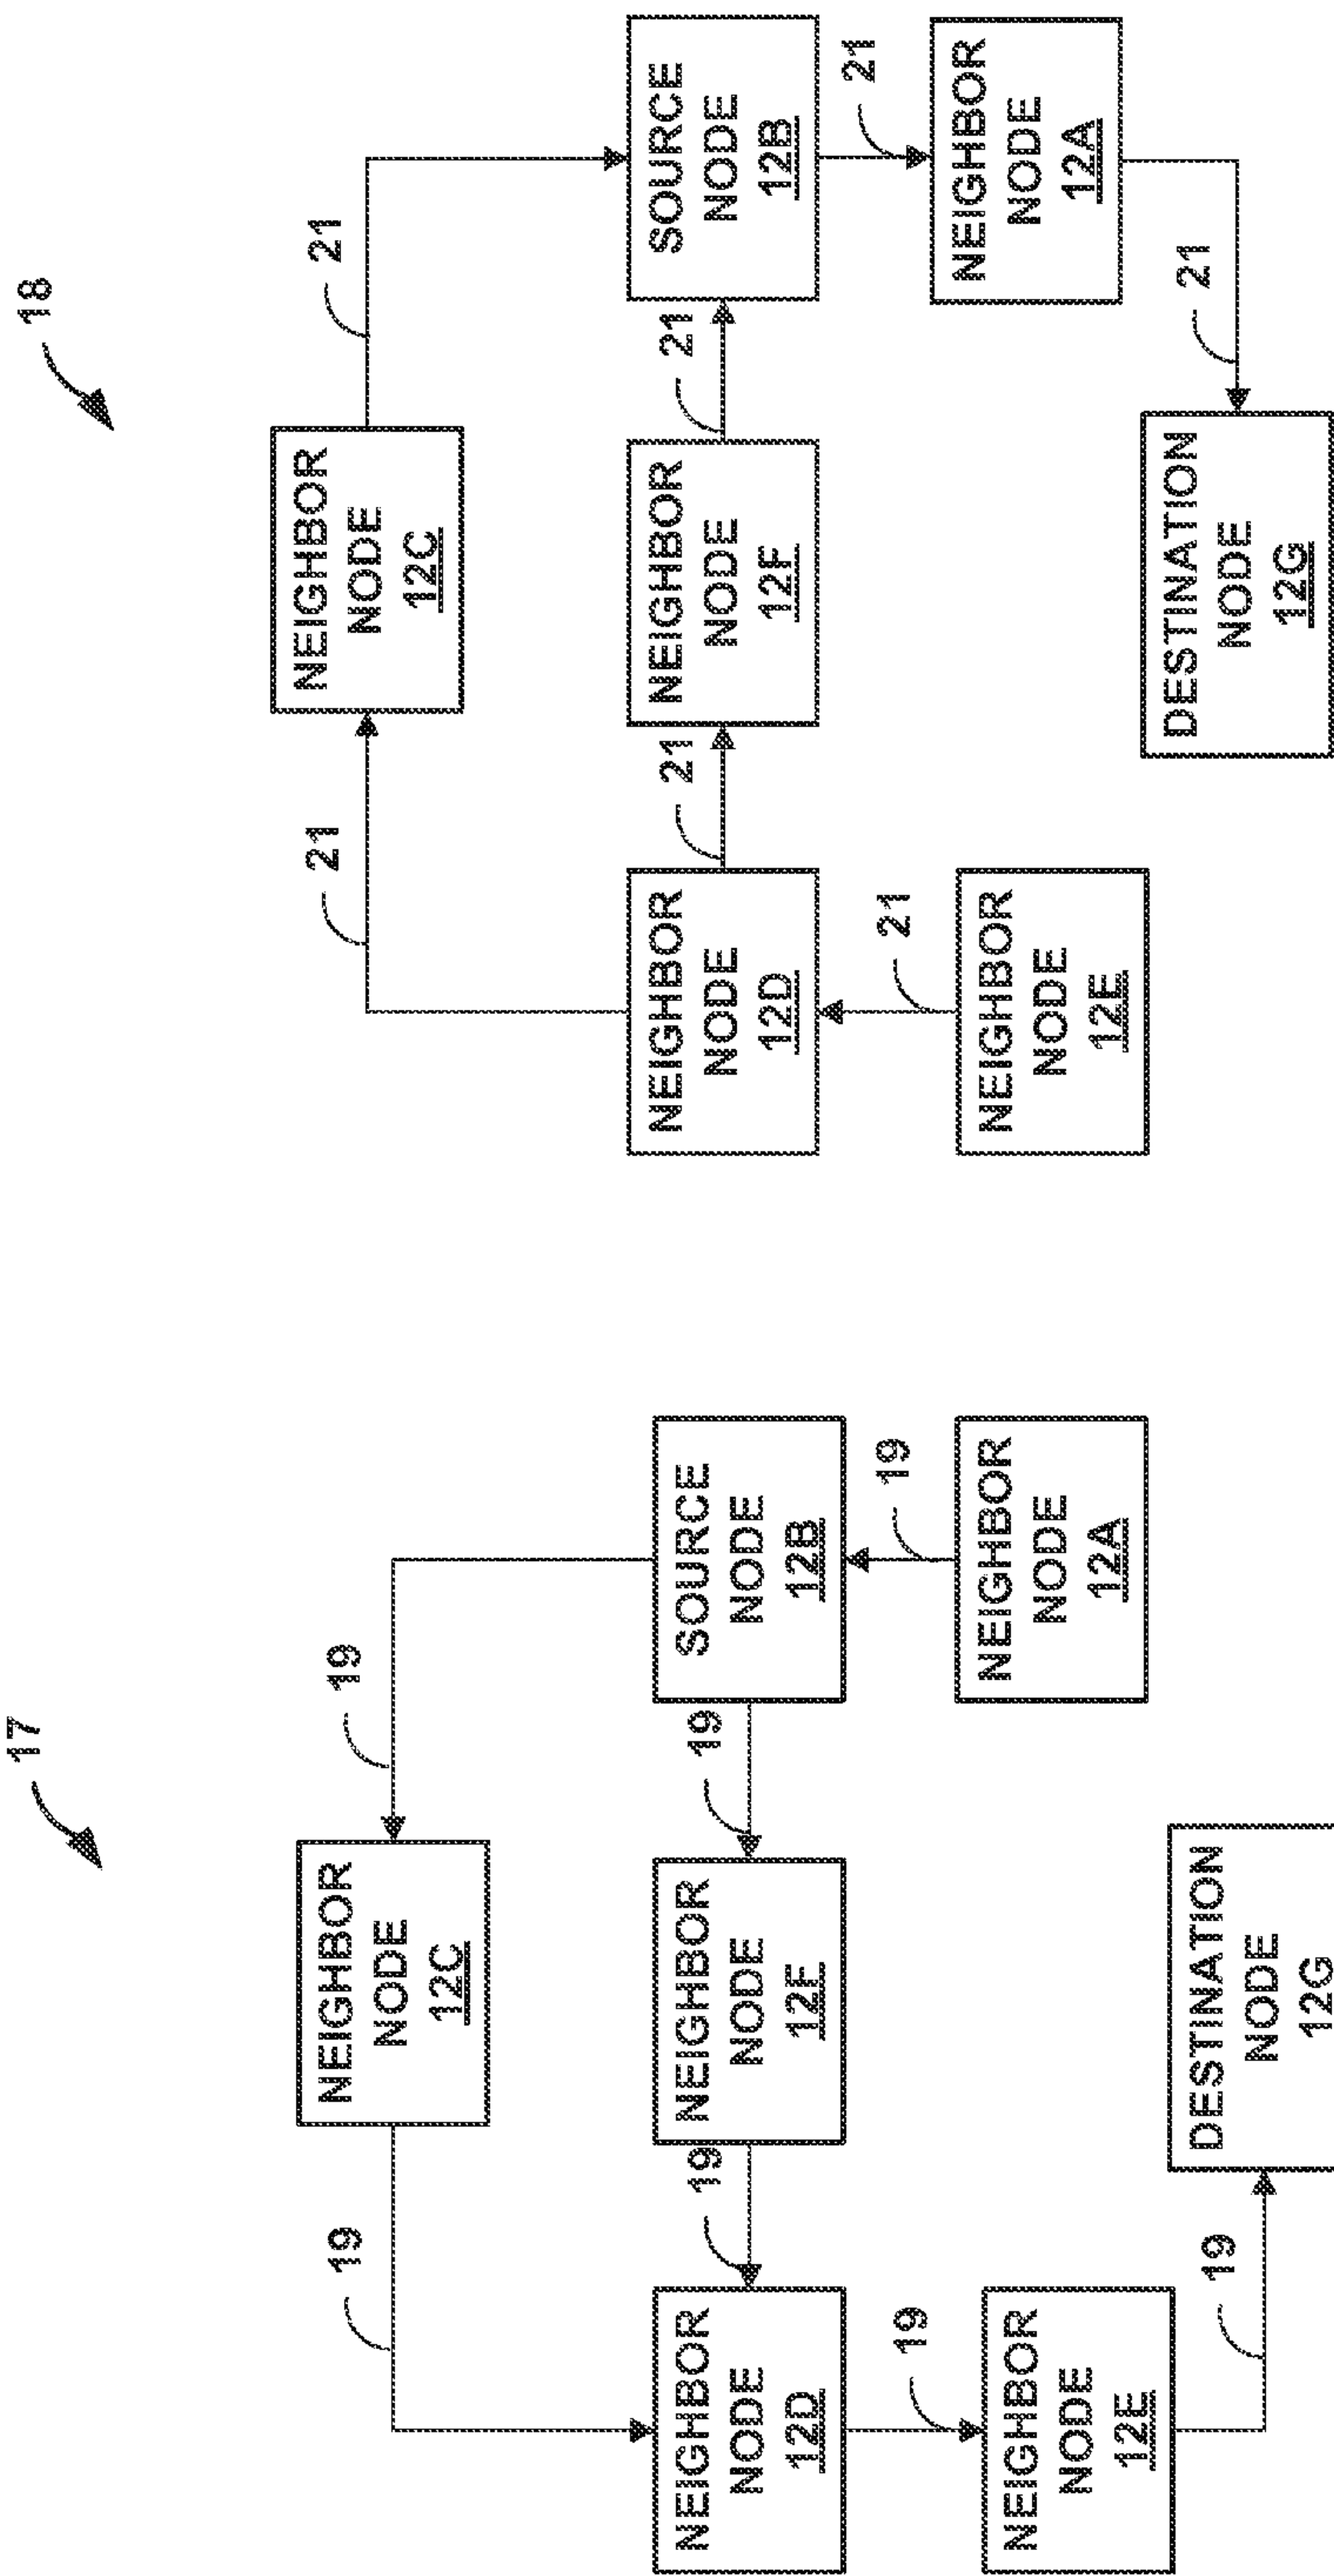 17
19
19
NEIGHBOR
NODE
12C
NEIGHBOR
NODE
12D
19
NEIGHBOR
NODE
12F
19
SOURCE
NODE
12B
19
19
NEIGHBOR
NODE
12E
NEIGHBOR
NODE
12A
19
DESTINATION
NODE
12G
18
21
21
NEIGHBOR
NODE
12C
NEIGHBOR
NODE
12D
21
NEIGHBOR
NODE
12F
21
SOURCE
NODE
12B
21
21
NEIGHBOR
NODE
12E
NEIGHBOR
NODE
12A
21
DESTINATION
NODE
12G